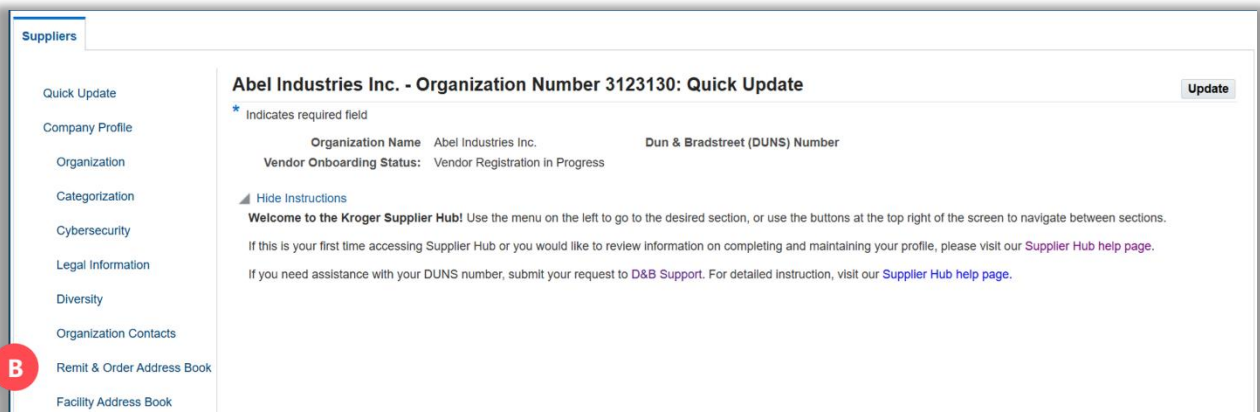 Suppliers
Quick Update
Company Profile
Organization
Categorization
Cybersecurity
Legal Information
Diversity
Organization Contacts
B
Remit & Order Address Book
Facility Address Book
Abel Industries Inc. - Organization Number 3123130: Quick Update
Update
* Indicates required field
Organization Name Abel Industries Inc. Dun & Bradstreet (DUNS) Number
Vendor Onboarding Status: Vendor Registration in Progress
Hide Instructions
Welcome to the Kroger Supplier Hub! Use the menu on the left to go to the desired section, or use the buttons at the top right of the screen to navigate between sections.
If this is your first time accessing Supplier Hub or you would like to review information on completing and maintaining your profile, please visit our Supplier Hub help page.
If you need assistance with your DUNS number, submit your request to D&B Support. For detailed instruction, visit our Supplier Hub help page.